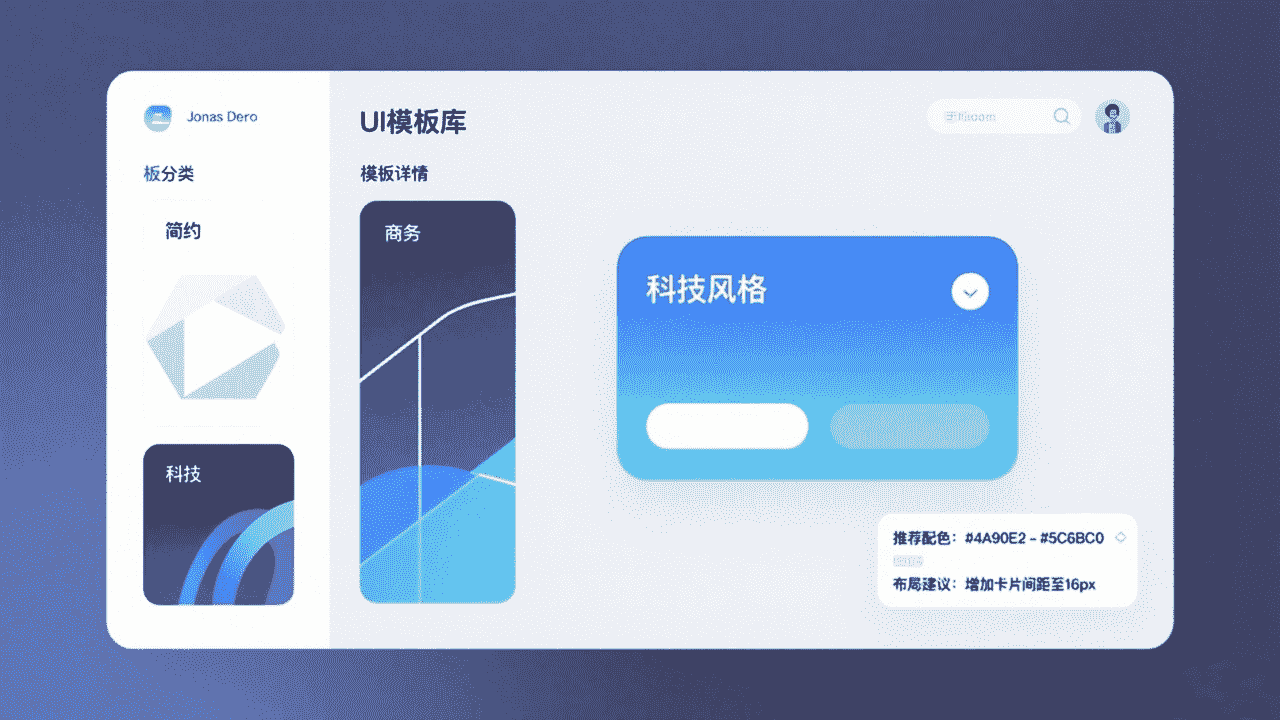 Jonas Dero
板分类
简约
科技
UI模板库
模板详情
商务
科技风格
推荐配色：#4A90E2 - #5C6BC0
布局建议：增加卡片间距至16px